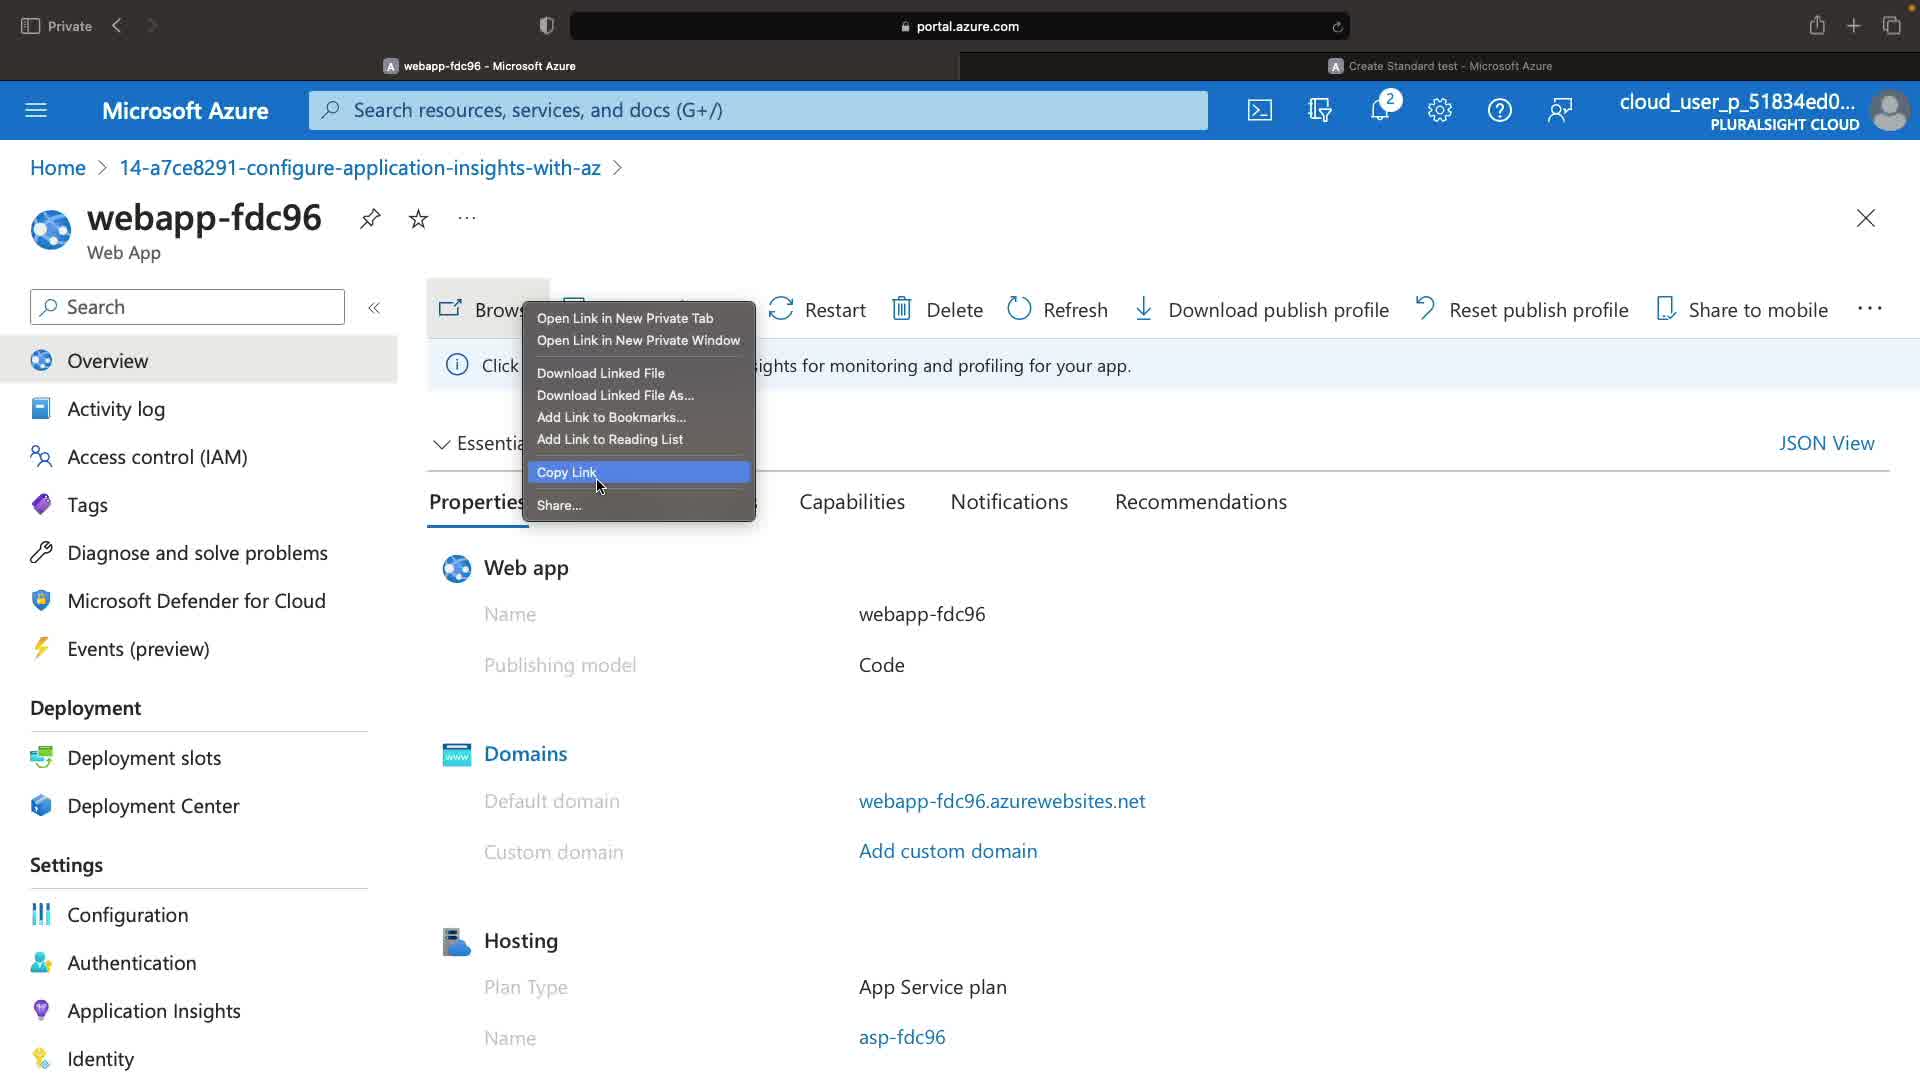 Private
portal.azure.com
webapp-fdc96 - Microsoft Azure
Create Standard test - Microsoft Azure
Microsoft Azure
Search resources, services, and docs (G+/)
2
cloud_user_p_51834ed0...
PLURALSIGHT CLOUD
Home > 14-a7ce8291-configure-application-insights-with-az >
webapp-fdc96
Web App
Search
Overview
Activity log
Access control (IAM)
Tags
Diagnose and solve problems
Microsoft Defender for Cloud
Events (preview)
Deployment
Deployment slots
Deployment Center
Settings
Configuration
Authentication
Application Insights
Identity
Restart
Delete
Refresh
Download publish profile
Reset publish profile
Share to mobile
Click
for monitoring and profiling for your app.
JSON View
Open Link in New Private Tab
Open Link in New Private Window
Download Linked File
Download Linked File As...
Add Link to Bookmarks...
Add Link to Reading List
Copy Link
Share...
Properties
Capabilities
Notifications
Recommendations
Web app
Name
webapp-fdc96
Publishing model
Code
Domains
Default domain
webapp-fdc96.azurewebsites.net
Custom domain
Add custom domain
Hosting
Plan Type
App Service plan
Name
asp-fdc96